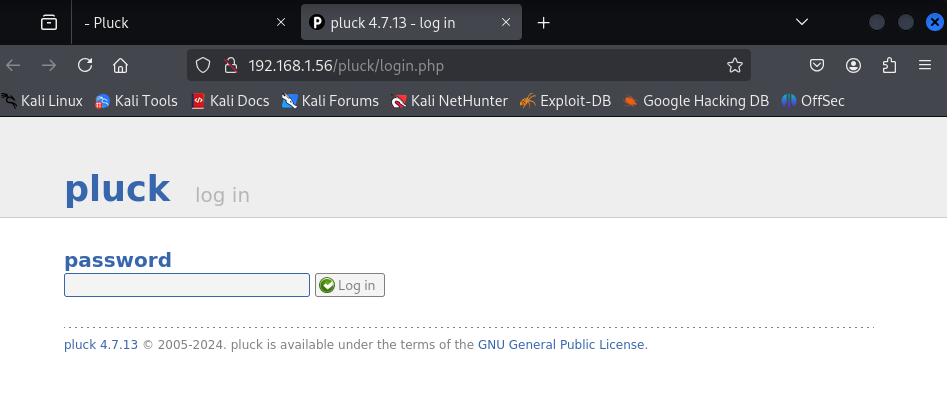 - Pluck
pluck 4.7.13 - log in
192.168.1.56/pluck/login.php
Kali Linux Kali Tools Kali Docs Kali Forums Kali NetHunter Exploit-DB Google Hacking DB OffSec
pluck log in
password
Log in
pluck 4.7.13 © 2005-2024. pluck is available under the terms of the GNU General Public License.